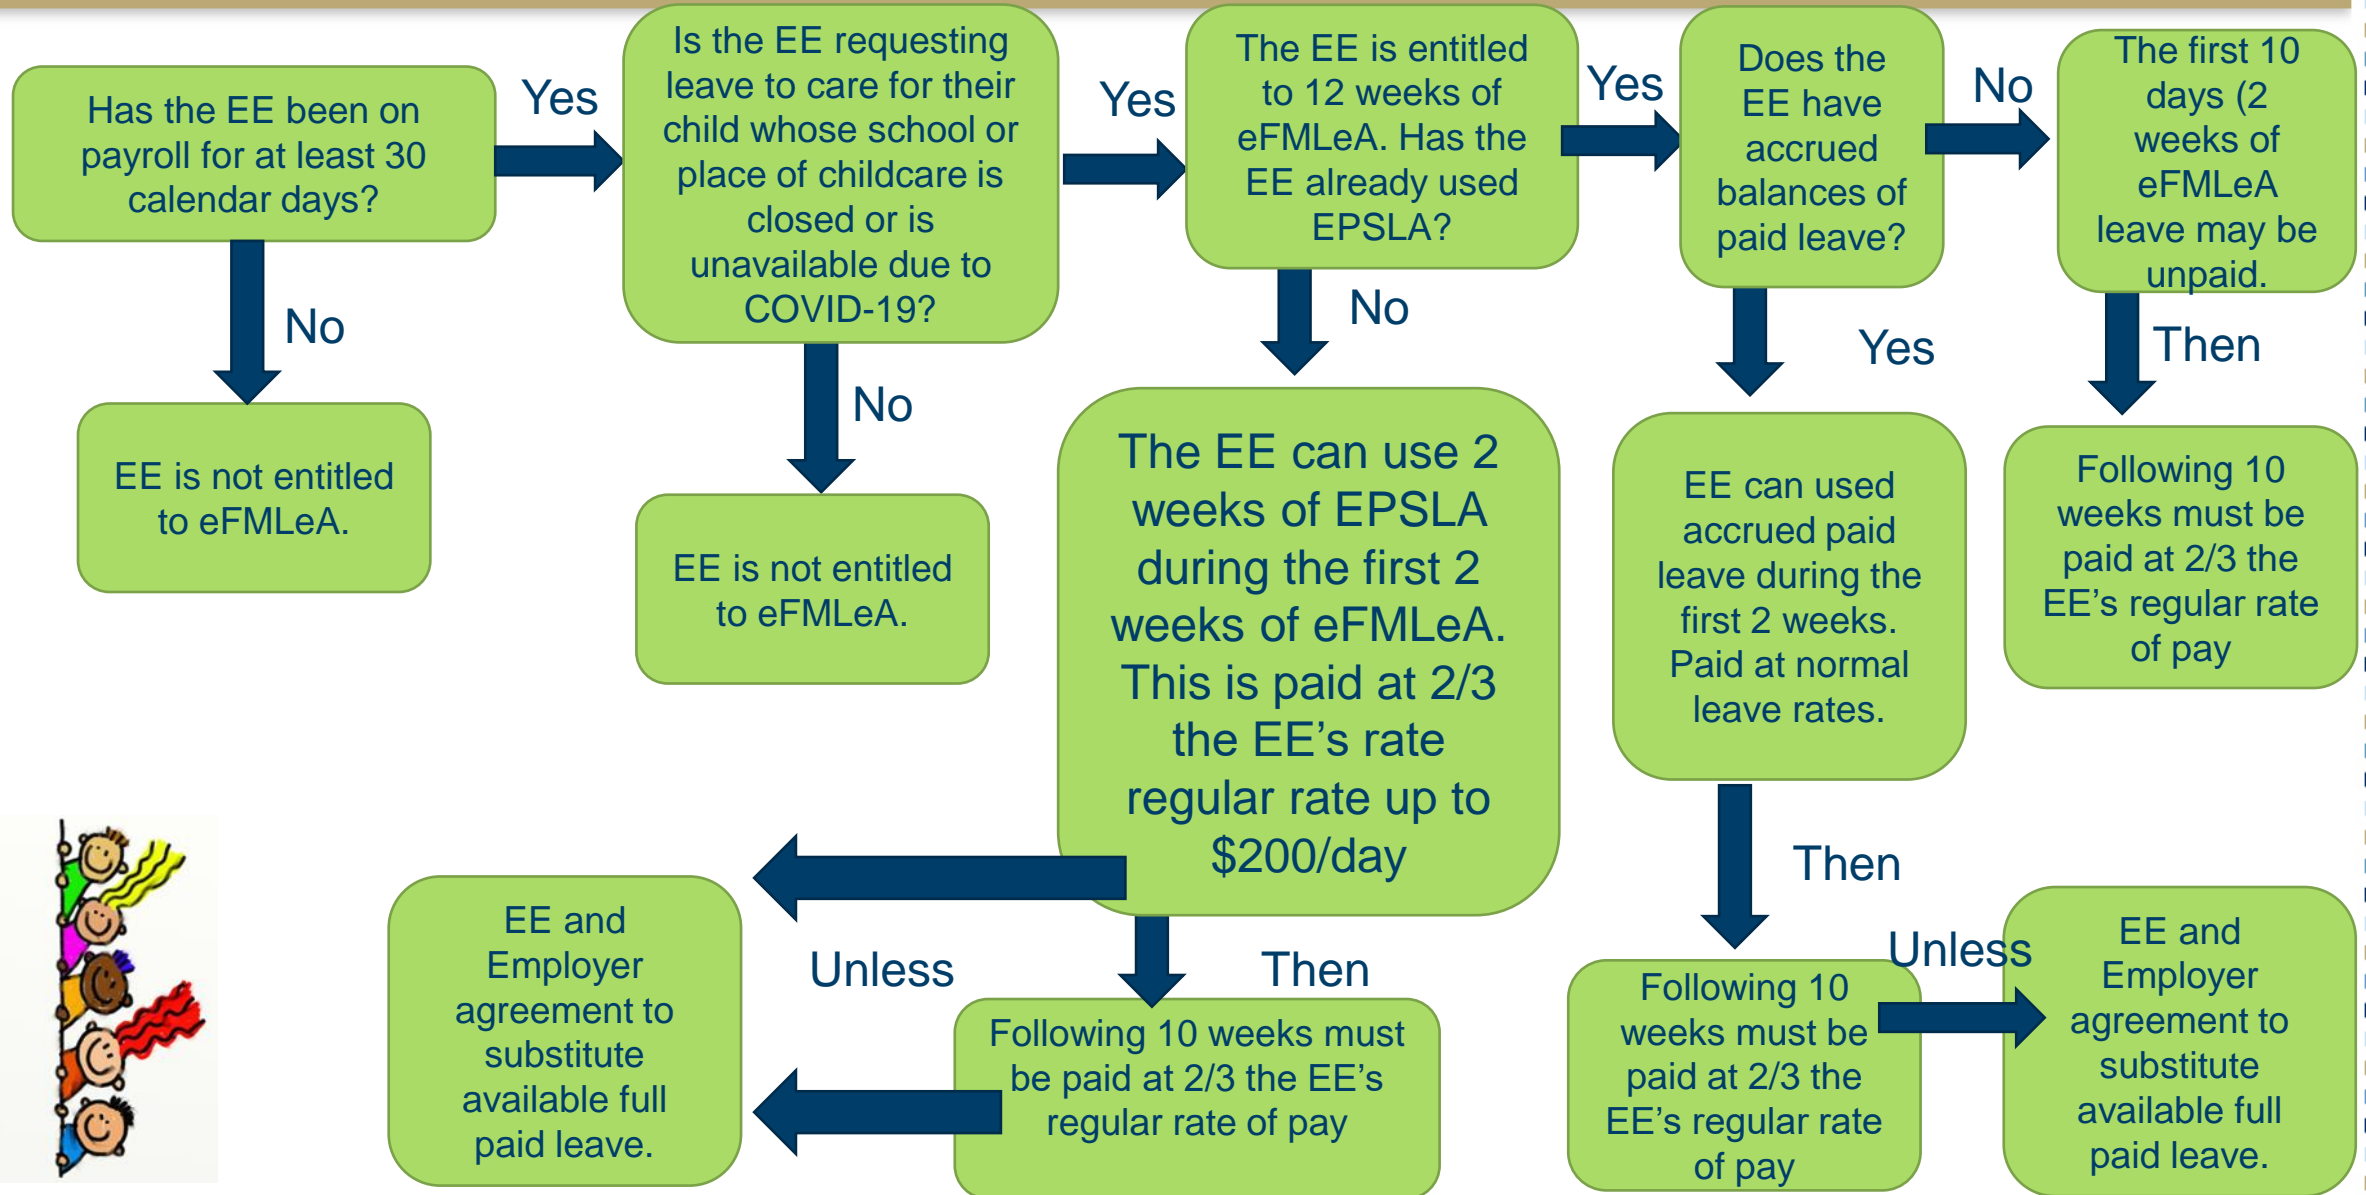 Has the EE been on
payroll for at least 30
calendar days?
Yes
Is the EE requesting
leave to care for their
child whose school or
place of childcare is
closed or is
unavailable due to
COVID-19?
Yes
The EE is entitled
to 12 weeks of
eFMLeA. Has the
EE already used
EPSLA?
Yes
Does the
EE have
accrued
balances of
paid leave?
No
The first 10
days (2
weeks of
eFMLeA
leave may be
unpaid.
No
EE is not entitled
to eFMLeA.
No
EE is not entitled
to eFMLeA.
No
The EE can use 2
weeks of EPSLA
during the first 2
weeks of eFMLeA.
This is paid at 2/3
the EE's rate
regular rate up to
$200/day
Yes
EE can used
accrued paid
leave during the
first 2 weeks.
Paid at normal
leave rates.
Then
Following 10
weeks must be
paid at 2/3 the
EE's regular rate
of pay
Unless
EE and
Employer
agreement to
substitute
available full
paid leave.
Then
Following 10 weeks must
be paid at 2/3 the EE's
regular rate of pay
Then
Following 10
weeks must be
paid at 2/3 the
EE's regular rate
of pay
Unless
EE and
Employer
agreement to
substitute
available full
paid leave.